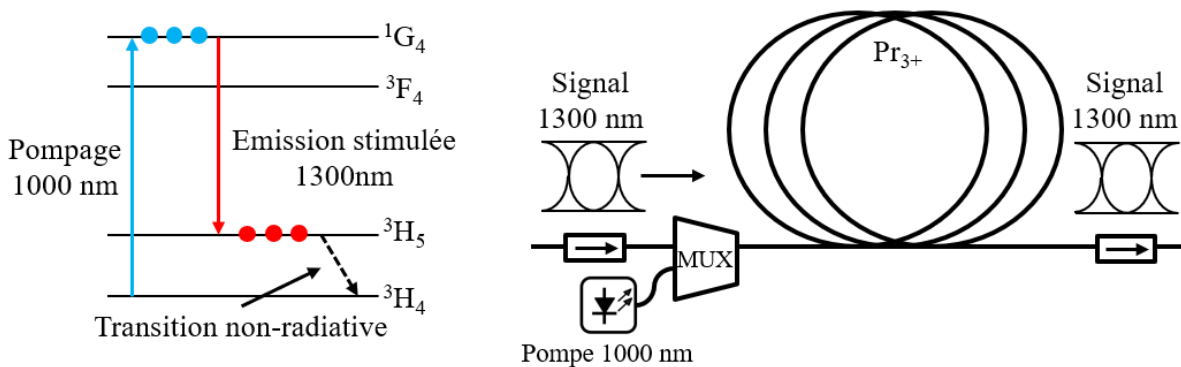 ¹G₄
³F₄
Pompage
1000 nm
Emission stimulée
1300nm
³H₅
³H₄
Transition non-radiative
Pr₃₊
Signal
1300 nm
Signal
1300 nm
MUX
Pompe 1000 nm